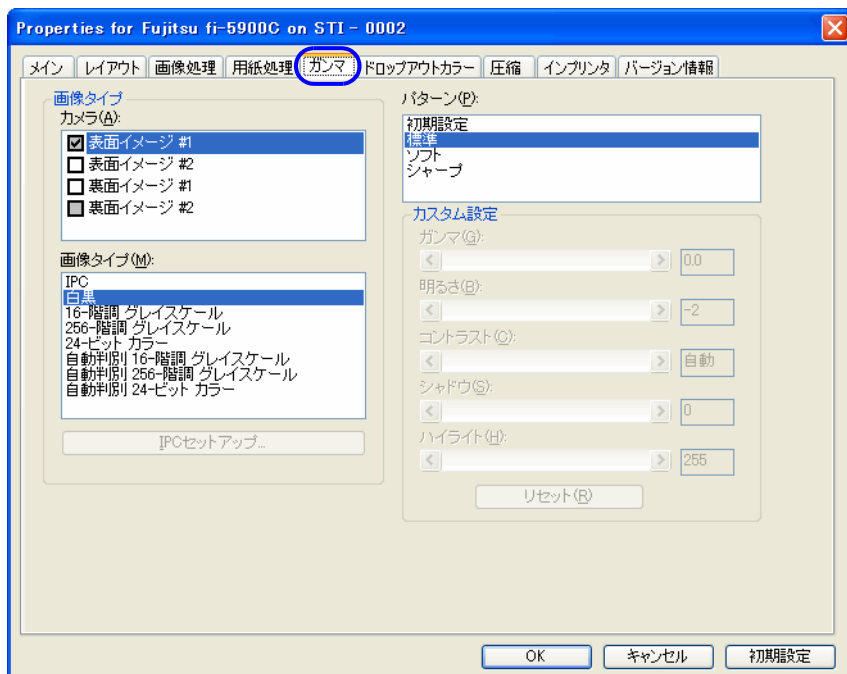 Properties for Fujitsu fi-5900C on STI - 0002
メイン レイアウト 画像処理 用紙処理 ガンマ ドロップアウトカラー 圧縮 インプリンタ バージョン情報
画像タイプ
カメラ(A):
表面イメージ #1
表面イメージ #2
裏面イメージ #1
裏面イメージ #2
画像タイプ(M):
IPC
白黒
16-階調 グレイスケール
256-階調 グレイスケール
24-ビット カラー
自動判別 16-階調 グレイスケール
自動判別 256-階調 グレイスケール
自動判別 24-ビット カラー
IPCセットアップ...
パターン(P):
初期設定
標準
ソフト
シャープ
カスタム設定
ガンマ(G):
0.0
明るさ(B):
-2
コントラスト(C):
自動
シャドウ(S):
0
ハイライト(H):
255
リセット(R)
OK キャンセル 初期設定